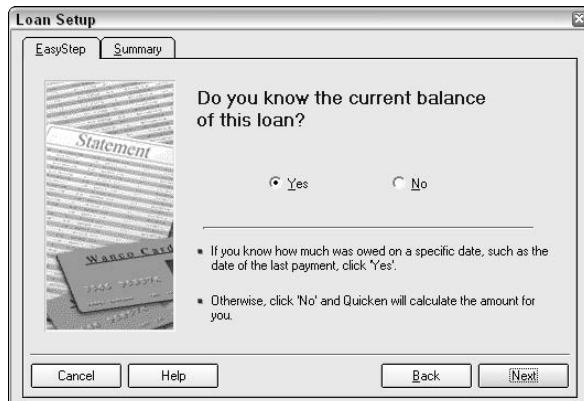 Loan Setup
EasyStep
Summary
Statement
Wanco Card
Do you know the current balance
of this loan?
Yes
No
If you know how much was owed on a specific date, such as the
date of the last payment, click 'Yes'.
Otherwise, click 'No' and Quicken will calculate the amount for
you.
Cancel
Help
Back
Next